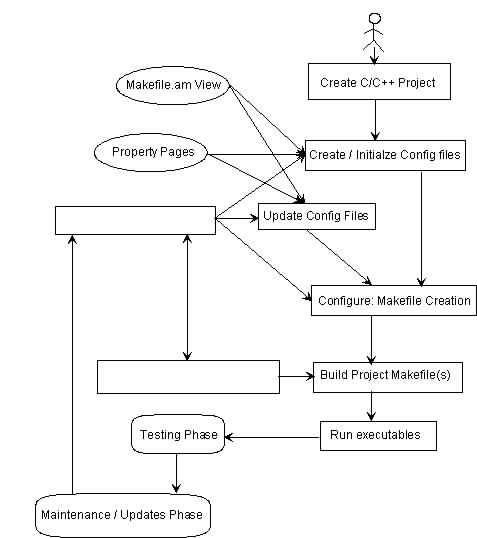 Create C/C++ Project
Makefile.am View
Property Pages
Create / Initialze Config files
Update Config Files
Configure: Makefile Creation
Build Project Makefile(s)
Run executables
Testing Phase
Maintenance / Updates Phase